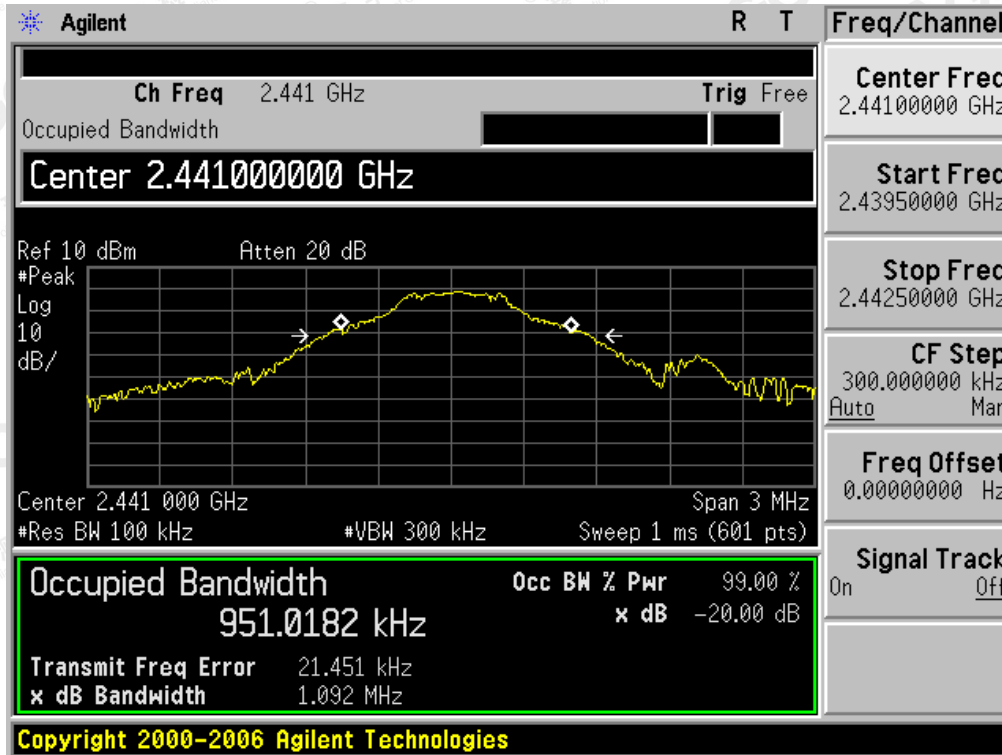 Agilent R T Freq/Channel
Ch Freq 2.441 GHz Trig Free
Occupied Bandwidth
Center 2.441000000 GHz
Ref 10 dBm Atten 20 dB
#Peak
Log
10
dB/
Center 2.441 000 GHz Span 3 MHz
#Res BW 100 kHz #VBW 300 kHz Sweep 1 ms (601 pts)
Occupied Bandwidth Occ BW % Pwr 99.00 %
951.0182 kHz x dB -20.00 dB
Transmit Freq Error 21.451 kHz
x dB Bandwidth 1.092 MHz
Copyright 2000-2006 Agilent Technologies
Center Freq
2.44100000 GHz
Start Freq
2.43950000 GHz
Stop Freq
2.44250000 GHz
CF Step
300.000000 kHz
Auto Man
Freq Offset
0.00000000 Hz
Signal Track
On Off